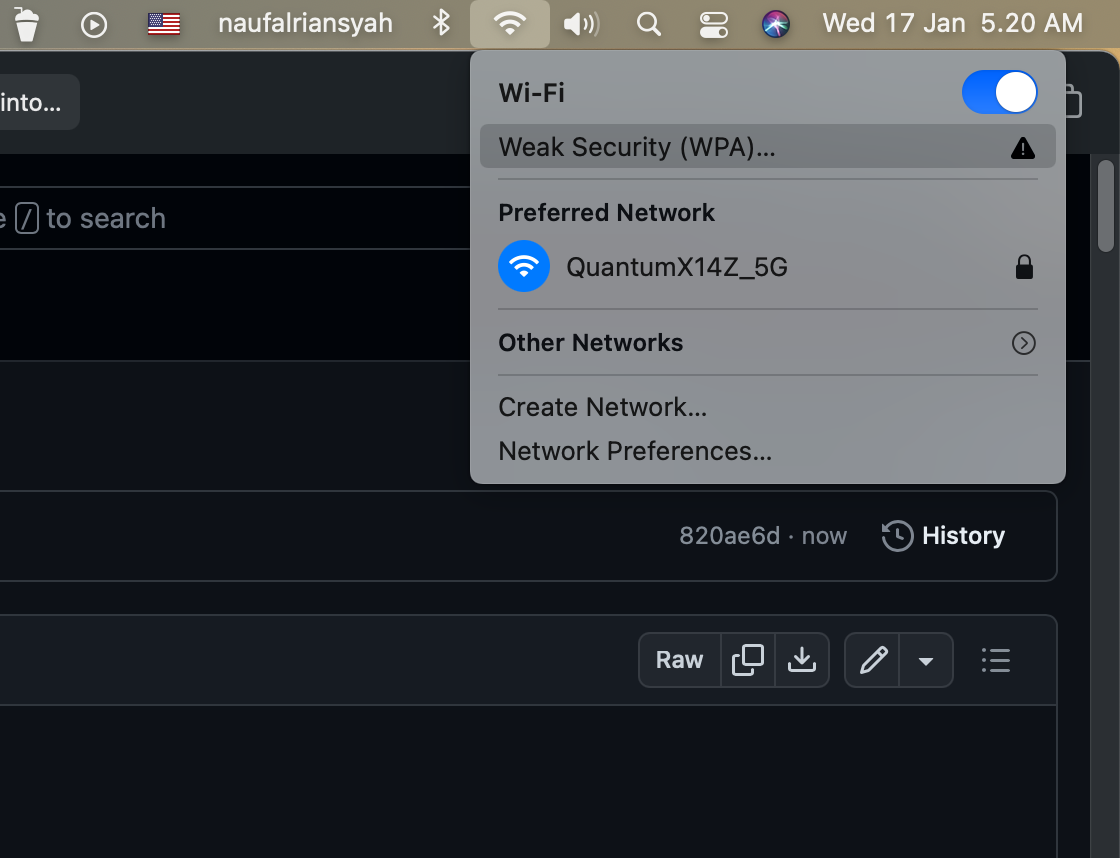 naufalriansyah Wed 17 Jan 5.20 AM
into...
Wi-Fi
Weak Security (WPA)...
/ to search
Preferred Network
QuantumX14Z_5G
Other Networks
Create Network...
Network Preferences...
820ae6d · now History
Raw